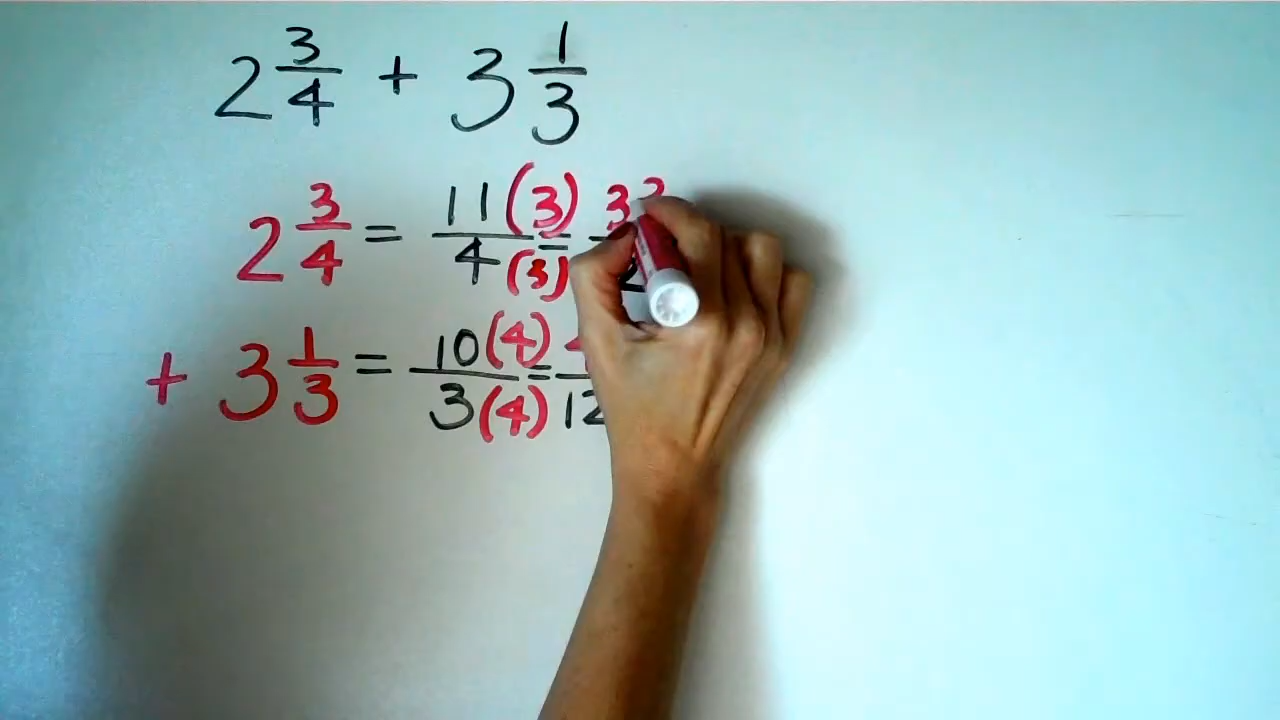 2 3/4 + 3 1/3
2 3/4 = 11(3)/4(3) = 33
+ 3 1/3 = 10(4)/3(4) = /12